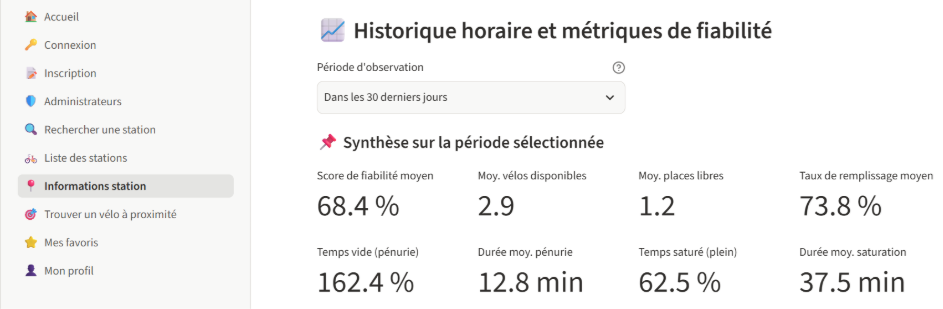 Accueil
Connexion
Inscription
Administrateurs
Rechercher une station
Liste des stations
Informations station
Trouver un vélo à proximité
Mes favoris
Mon profil
Historique horaire et métriques de fiabilité
Période d'observation
Dans les 30 derniers jours
Synthèse sur la période sélectionnée
Score de fiabilité moyen
68.4 %
Moy. vélos disponibles
2.9
Moy. places libres
1.2
Taux de remplissage moyen
73.8 %
Temps vide (pénurie)
162.4 %
Durée moy. pénurie
12.8 min
Temps saturé (plein)
62.5 %
Durée moy. saturation
37.5 min